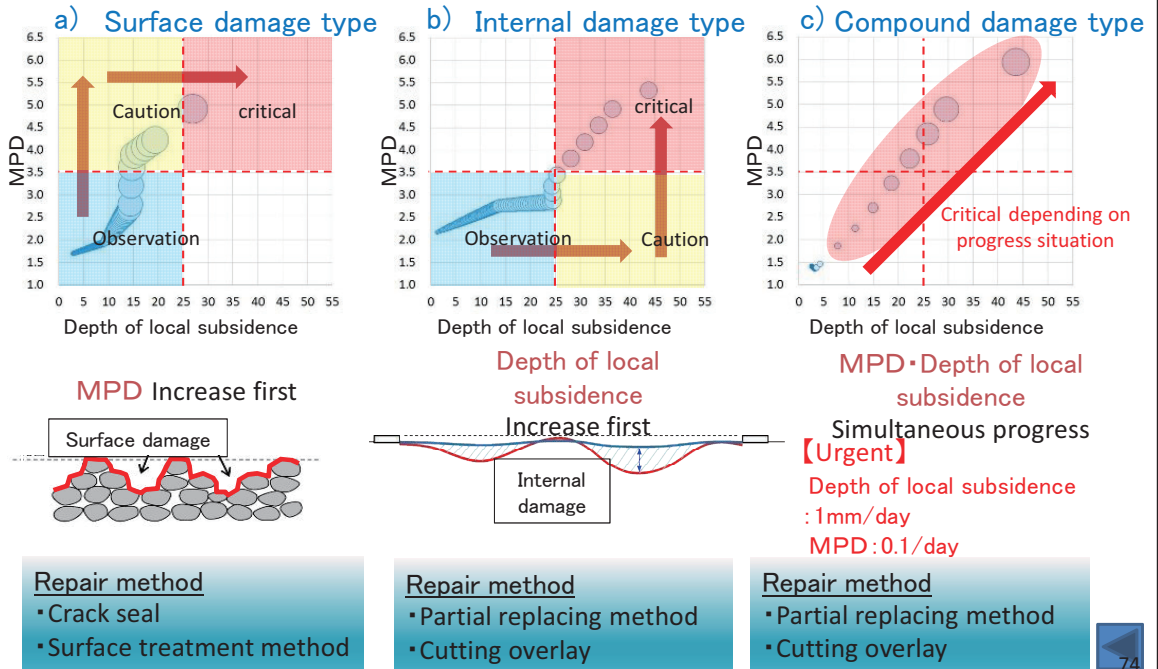 a) Surface damage type
b) Internal damage type
c) Compound damage type
MPD
6.5
6.0
5.5
5.0
4.5
4.0
3.5
3.0
2.5
2.0
1.5
1.0
Caution
critical
Observation
0 5 10 15 20 25 30 35 40 45 50 55
Depth of local subsidence
MPD
6.5
6.0
5.5
5.0
4.5
4.0
3.5
3.0
2.5
2.0
1.5
1.0
critical
Observation
Caution
0 5 10 15 20 25 30 35 40 45 50 55
Depth of local subsidence
MPD
6.5
6.0
5.5
5.0
4.5
4.0
3.5
3.0
2.5
2.0
1.5
1.0
Critical depending on
progress situation
0 5 10 15 20 25 30 35 40 45 50 55
Depth of local subsidence
MPD Increase first
Surface damage
Depth of local
subsidence
Increase first
Internal
damage
MPD・Depth of local
subsidence
Simultaneous progress
【Urgent】
Depth of local subsidence
:1mm/day
MPD:0.1/day
Repair method
・Crack seal
・Surface treatment method
Repair method
・Partial replacing method
・Cutting overlay
Repair method
・Partial replacing method
・Cutting overlay
74